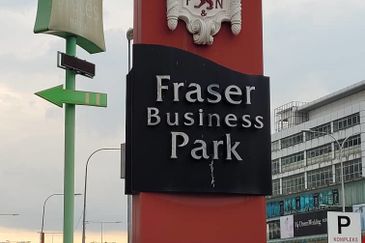 F & N
Fraser
Business
Park
P
KOMPLEKS